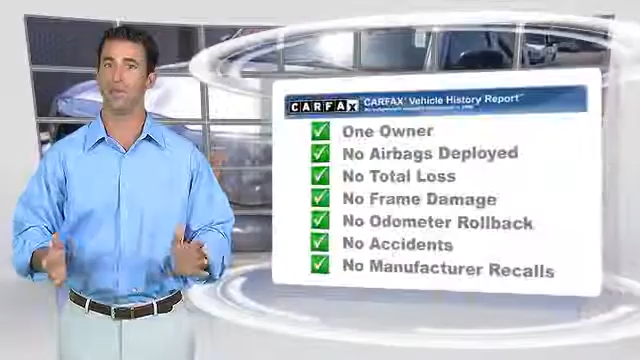 CARFAX CARFAX Vehicle History Report™
One Owner
No Airbags Deployed
No Total Loss
No Frame Damage
No Odometer Rollback
No Accidents
No Manufacturer Recalls